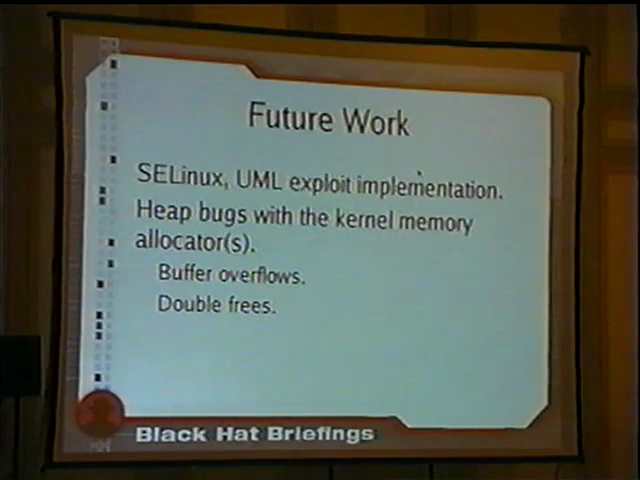 Future Work
SELinux, UML exploit implementation.
Heap bugs with the kernel memory
allocator(s).
Buffer overflows.
Double frees.
Black Hat Briefings